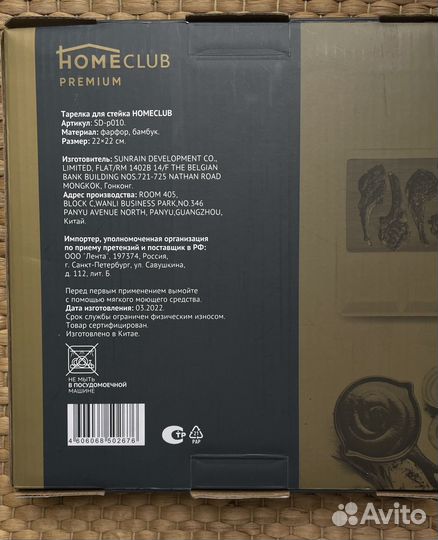 HOMECLUB
PREMIUM
Тарелка для стейка HOMECLUB
Артикул: SD-p010.
Материал: фарфор, бамбук.
Размер: 22×22 см.
Изготовитель: SUNRAIN DEVELOPMENT CO.,
LIMITED, FLAT/RM 1402B 14/F THE BELGIAN
BANK BUILDING NOS.721-725 NATHAN ROAD
MONGKOK, Гонконг.
Адрес производства: ROOM 405,
BLOCK C,WANLI BUSINESS PARK,NO.346
PANYU AVENUE NORTH, PANYU,GUANGZHOU,
Китай.
Импортер, уполномоченная организация
по приему претензий и поставщик в РФ:
ООО "Лента", 197374, Россия,
г. Санкт-Петербург, ул. Савушкина,
д. 112, лит. Б
Перед первым применением вымойте
с помощью мягкого моющего средства.
Дата изготовления: 03.2022.
Срок службы ограничен физическим износом.
Товар сертифицирован.
Изготовлено в Китае.
НЕ МЫТЬ
В ПОСУДОМОЕЧНОЙ
МАШИНЕ
4 606068 502676
СТР
21
PAP
Avito